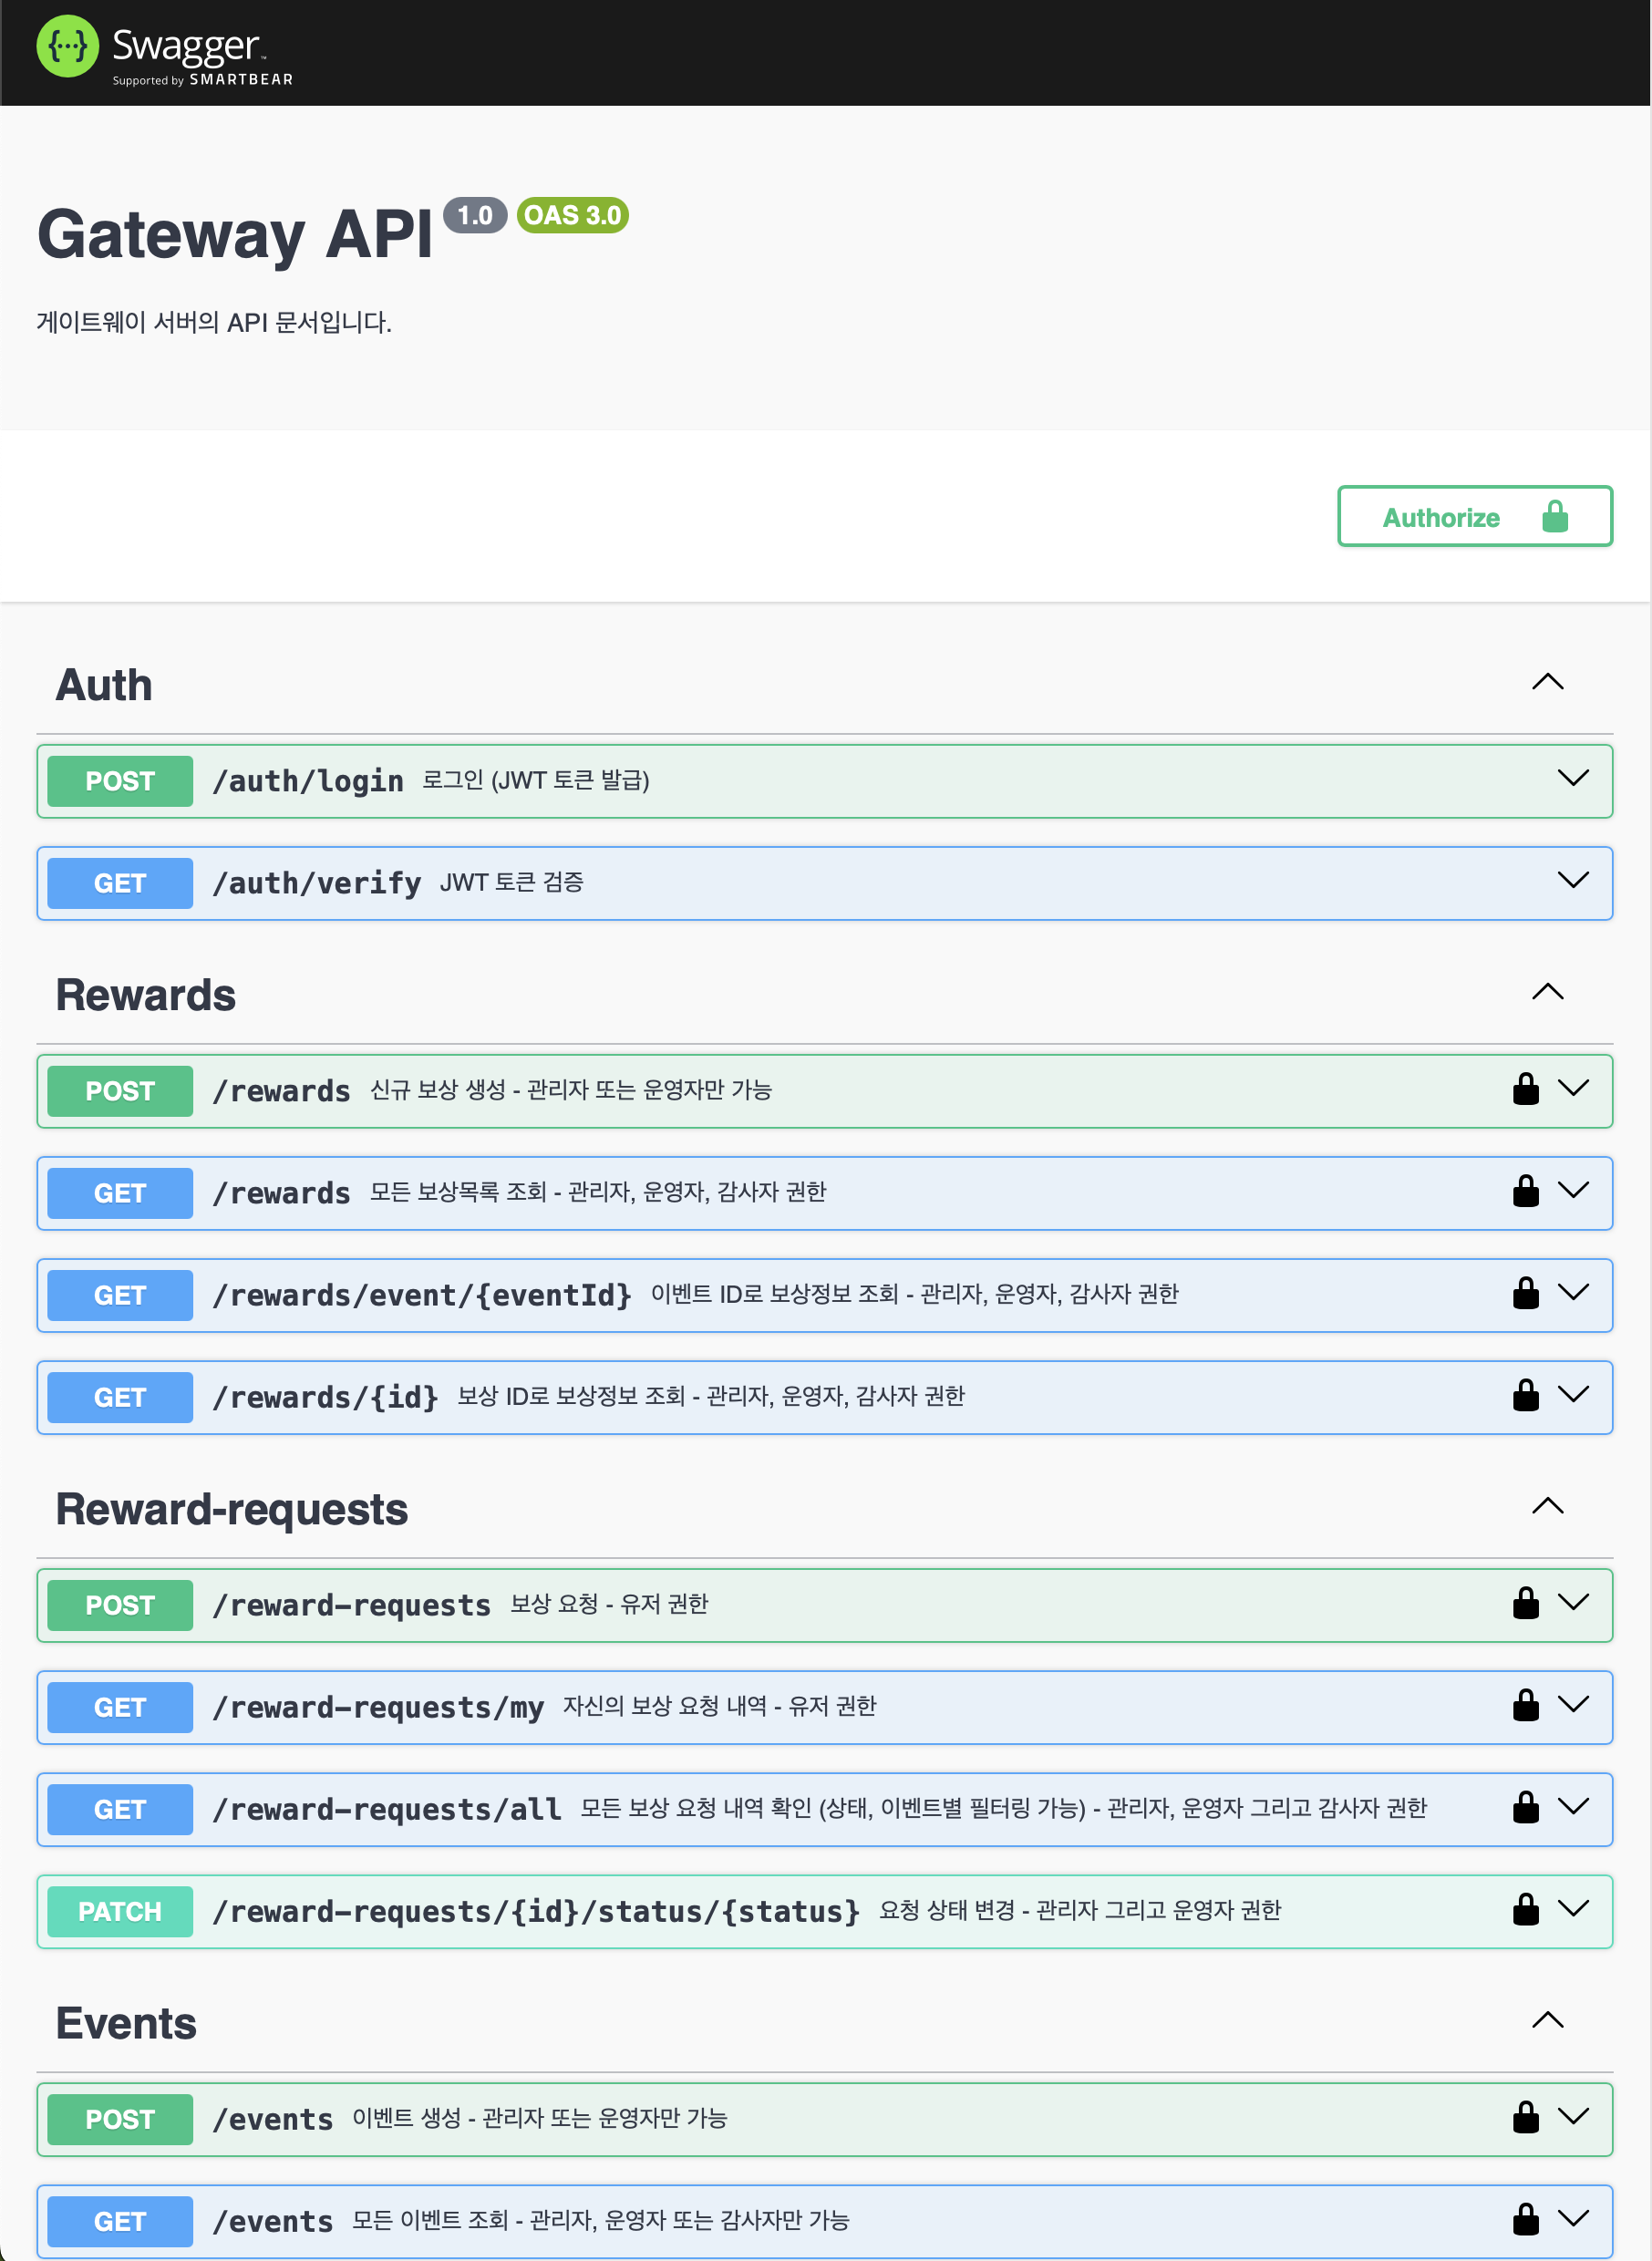 Swagger™
Supported by SMARTBEAR
Gateway API 1.0 OAS 3.0
게이트웨이 서버의 API 문서입니다.
Authorize
Auth
POST /auth/login 로그인 (JWT 토큰 발급)
GET /auth/verify JWT 토큰 검증
Rewards
POST /rewards 신규 보상 생성 - 관리자 또는 운영자만 가능
GET /rewards 모든 보상목록 조회 - 관리자, 운영자, 감사자 권한
GET /rewards/event/{eventId} 이벤트 ID로 보상정보 조회 - 관리자, 운영자, 감사자 권한
GET /rewards/{id} 보상 ID로 보상정보 조회 - 관리자, 운영자, 감사자 권한
Reward-requests
POST /reward-requests 보상 요청 - 유저 권한
GET /reward-requests/my 자신의 보상 요청 내역 - 유저 권한
GET /reward-requests/all 모든 보상 요청 내역 확인 (상태, 이벤트별 필터링 가능) - 관리자, 운영자 그리고 감사자 권한
PATCH /reward-requests/{id}/status/{status} 요청 상태 변경 - 관리자 그리고 운영자 권한
Events
POST /events 이벤트 생성 - 관리자 또는 운영자만 가능
GET /events 모든 이벤트 조회 - 관리자, 운영자 또는 감사자만 가능